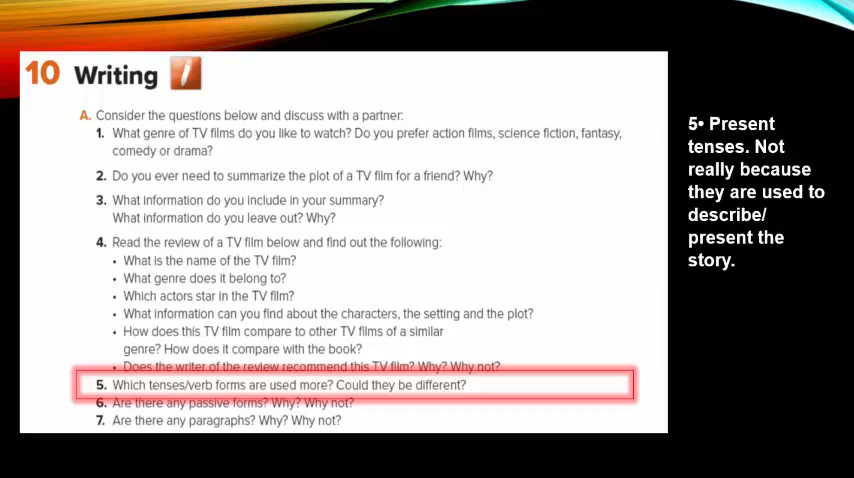 10 Writing
A. Consider the questions below and discuss with a partner:
1. What genre of TV films do you like to watch? Do you prefer action films, science fiction, fantasy,
comedy or drama?
2. Do you ever need to summarize the plot of a TV film for a friend? Why?
3. What information do you include in your summary?
What information do you leave out? Why?
4. Read the review of a TV film below and find out the following:
• What is the name of the TV film?
• What genre does it belong to?
• Which actors star in the TV film?
• What information can you find about the characters, the setting and the plot?
• How does this TV film compare to other TV films of a similar
genre? How does it compare with the book?
• Does the writer of the review recommend this TV film? Why? Why not?
5. Which tenses/verb forms are used more? Could they be different?
6. Are there any passive forms? Why? Why not?
7. Are there any paragraphs? Why? Why not?
5• Present
tenses. Not
really because
they are used to
describe/
present the
story.